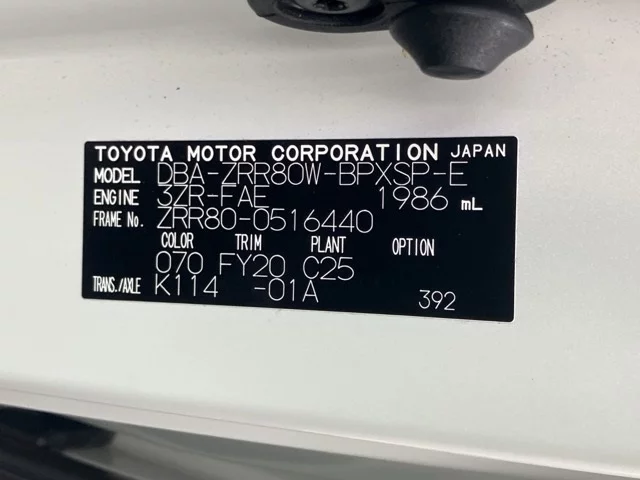 TOYOTA MOTOR CORPORATION JAPAN
MODEL DBA-ZRR80W-BPXSP-E
ENGINE 3ZR-FAE 1986 mL
FRAME No. ZRR80-0516440
COLOR TRIM PLANT OPTION
070 FY20 C25
TRANS./AXLE K114 -01A 392